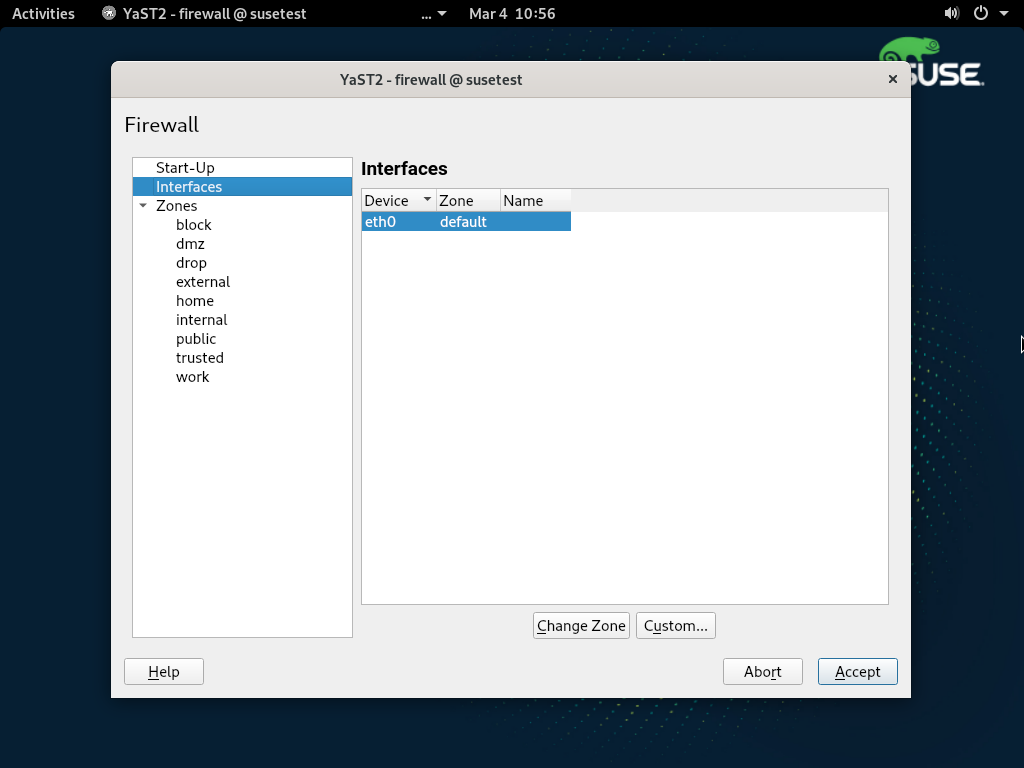 Activities YaST2 - firewall @ susetest ... Mar 4 10:56
SUSE
YaST2 - firewall @ susetest
Firewall
Start-Up
Interfaces
Zones
block
dmz
drop
external
home
internal
public
trusted
work
Interfaces
Device Zone Name
eth0 default
Change Zone Custom...
Help Abort Accept